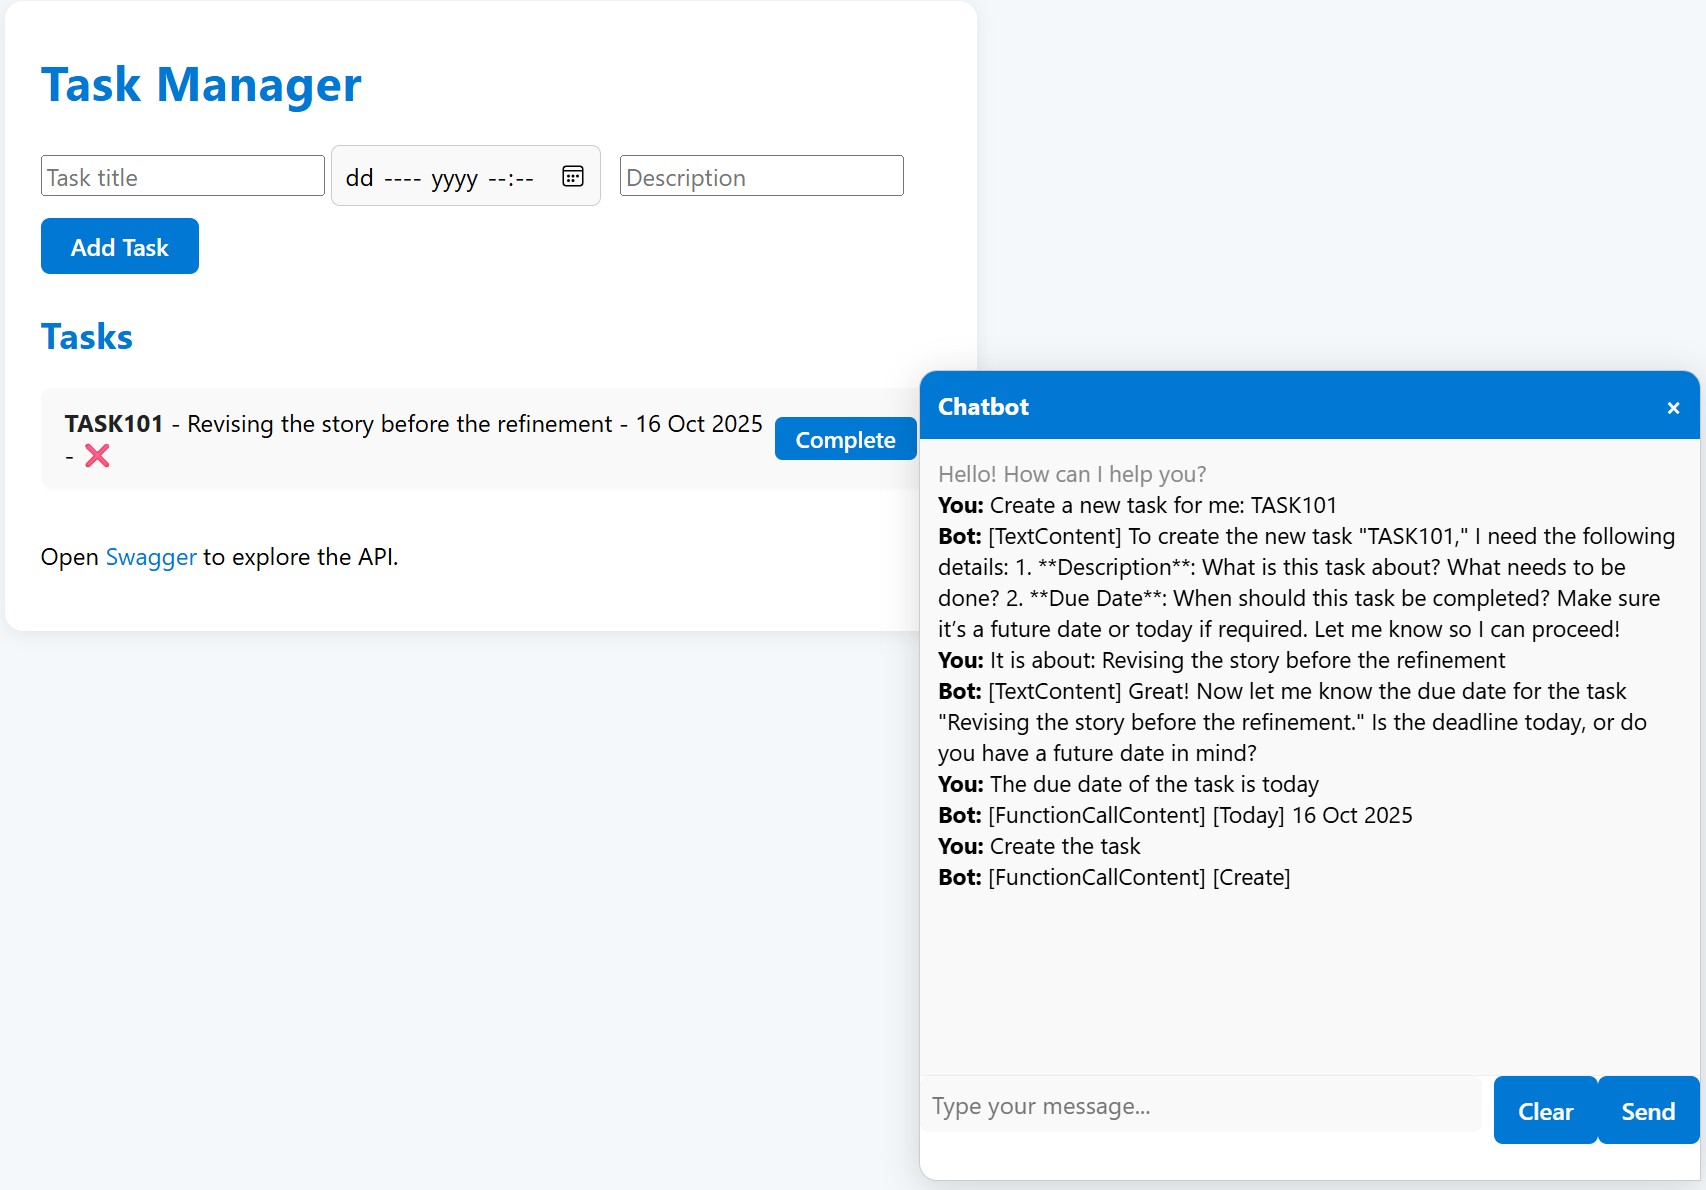 Task Manager
Task title
dd ---- yyyy --:--
Description
Add Task
Tasks
TASK101 - Revising the story before the refinement - 16 Oct 2025
- ❌
Complete
Open Swagger to explore the API.
Chatbot
×
Hello! How can I help you?
You: Create a new task for me: TASK101
Bot: [TextContent] To create the new task "TASK101," I need the following
details: 1. **Description**: What is this task about? What needs to be
done? 2. **Due Date**: When should this task be completed? Make sure
it’s a future date or today if required. Let me know so I can proceed!
You: It is about: Revising the story before the refinement
Bot: [TextContent] Great! Now let me know the due date for the task
"Revising the story before the refinement." Is the deadline today, or do
you have a future date in mind?
You: The due date of the task is today
Bot: [FunctionCallContent] [Today] 16 Oct 2025
You: Create the task
Bot: [FunctionCallContent] [Create]
Type your message...
Clear
Send